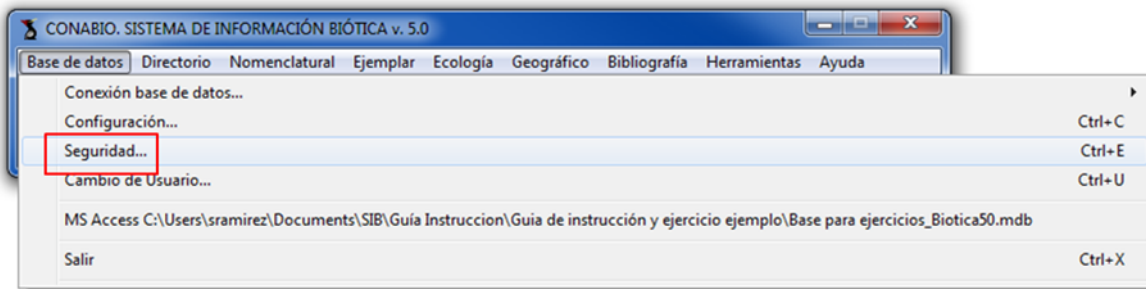 CONABIO. SISTEMA DE INFORMACIÓN BIÓTICA v. 5.0
Base de datos Directorio Nomenclatural Ejemplar Ecología Geográfico Bibliografía Herramientas Ayuda
Conexión base de datos...
Configuración... Ctrl+C
Seguridad... Ctrl+E
Cambio de Usuario... Ctrl+U
MS Access C:\Users\sramirez\Documents\SIB\Guía Instruccion\Guia de instrucción y ejercicio ejemplo\Base para ejercicios_Biotica50.mdb
Salir Ctrl+X